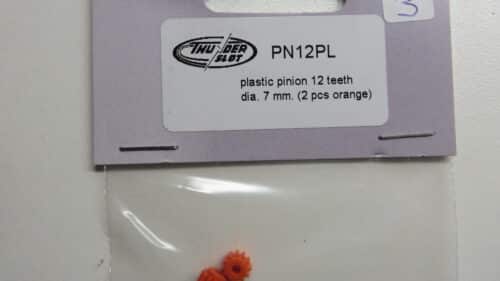 3
THUNDER
SLOT
PN12PL
plastic pinion 12 teeth
dia. 7 mm. (2 pcs orange)